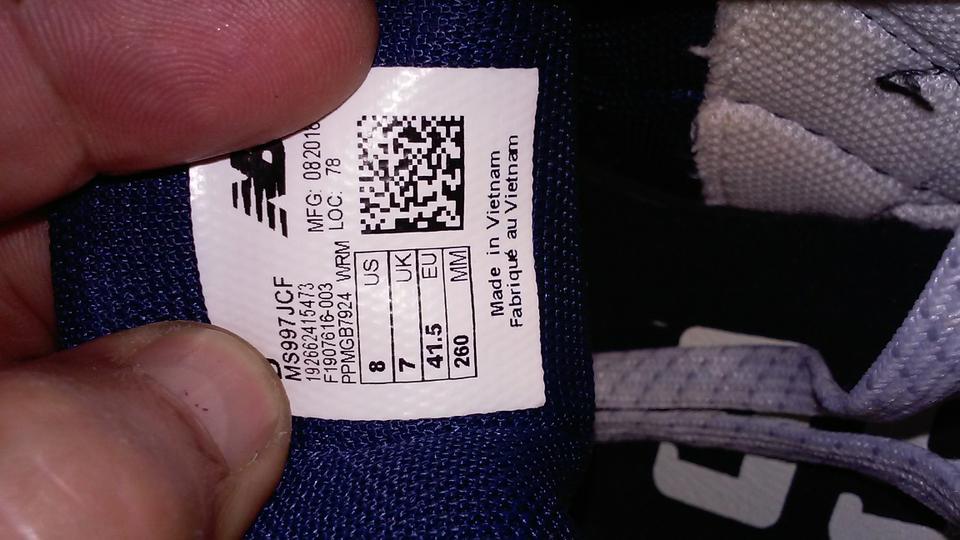 MS997JCF
192662415473
F1907616-003
PPMGB7924 WRM
MFG: 082018
LOC: 78
8 US
7 UK
41.5 EU
260 MM
Made in Vietnam
Fabriqué au Vietnam